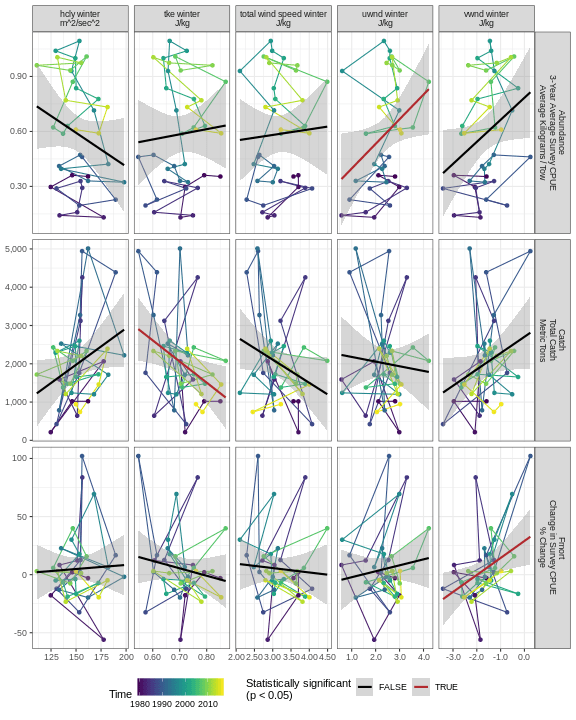 hcly winter
m^2/sec^2
tke winter
J/kg
total wind speed winter
J/kg
uwnd winter
J/kg
vwnd winter
J/kg
0.90
0.60
0.30
Abundance
3-Year Average Survey CPUE
Average Kilograms / Tow
5,000
4,000
3,000
2,000
1,000
0
Catch
Total Catch
Metric Tons
100
50
0
-50
Fmort
Change in Survey CPUE
% Change
125 150 175 200
0.60 0.70 0.80
2.00 2.50 3.00 3.50 4.00 4.50
1.0 2.0 3.0 4.0
-3.0 -2.0 -1.0 0.0
Time
1980 1990 2000 2010
Statistically significant
(p < 0.05)
FALSE
TRUE